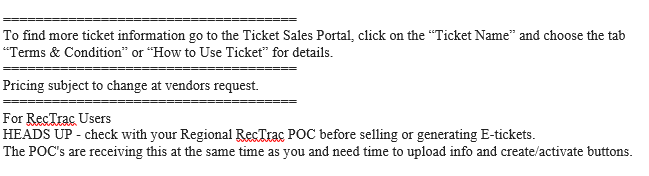 =====================================
To find more ticket information go to the Ticket Sales Portal, click on the “Ticket Name” and choose the tab
“Terms & Condition” or “How to Use Ticket” for details.
=====================================
Pricing subject to change at vendors request.
=====================================
For RecTrac Users
HEADS UP - check with your Regional RecTrac POC before selling or generating E-tickets.
The POC's are receiving this at the same time as you and need time to upload info and create/activate buttons.